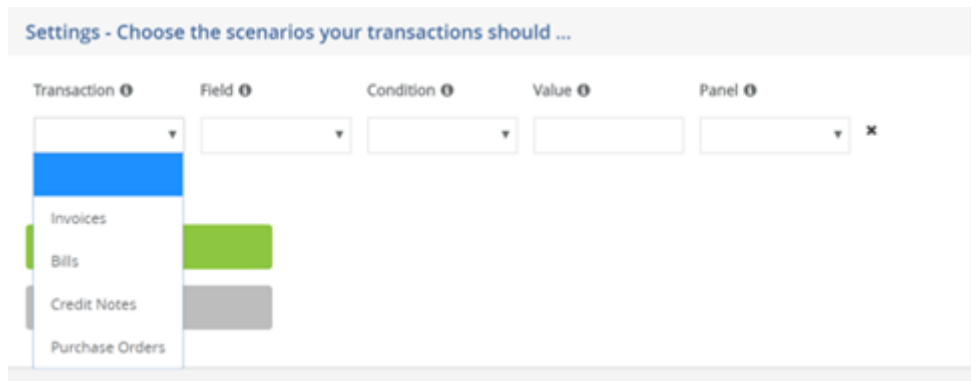 Settings - Choose the scenarios your transactions should ...
Transaction Field Condition Value Panel
Invoices
Bills
Credit Notes
Purchase Orders